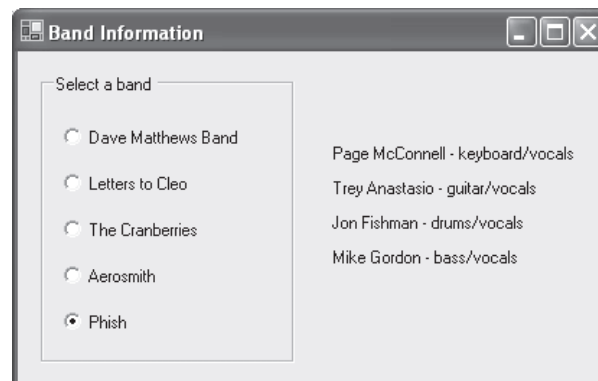 Band Information
Select a band
Dave Matthews Band
Letters to Cleo
The Cranberries
Aerosmith
Phish
Page McConnell - keyboard/vocals
Trey Anastasio - guitar/vocals
Jon Fishman - drums/vocals
Mike Gordon - bass/vocals